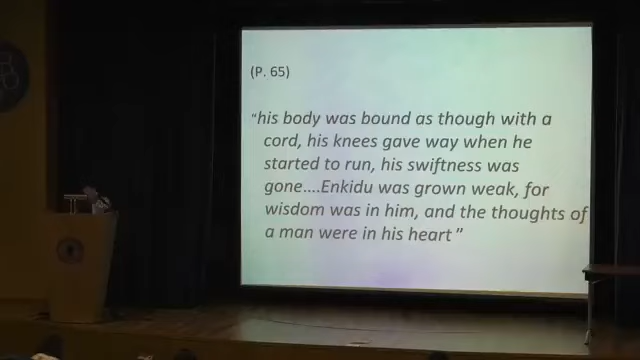 (P. 65)
“his body was bound as though with a
cord, his knees gave way when he
started to run, his swiftness was
gone....Enkidu was grown weak, for
wisdom was in him, and the thoughts of
a man were in his heart ”